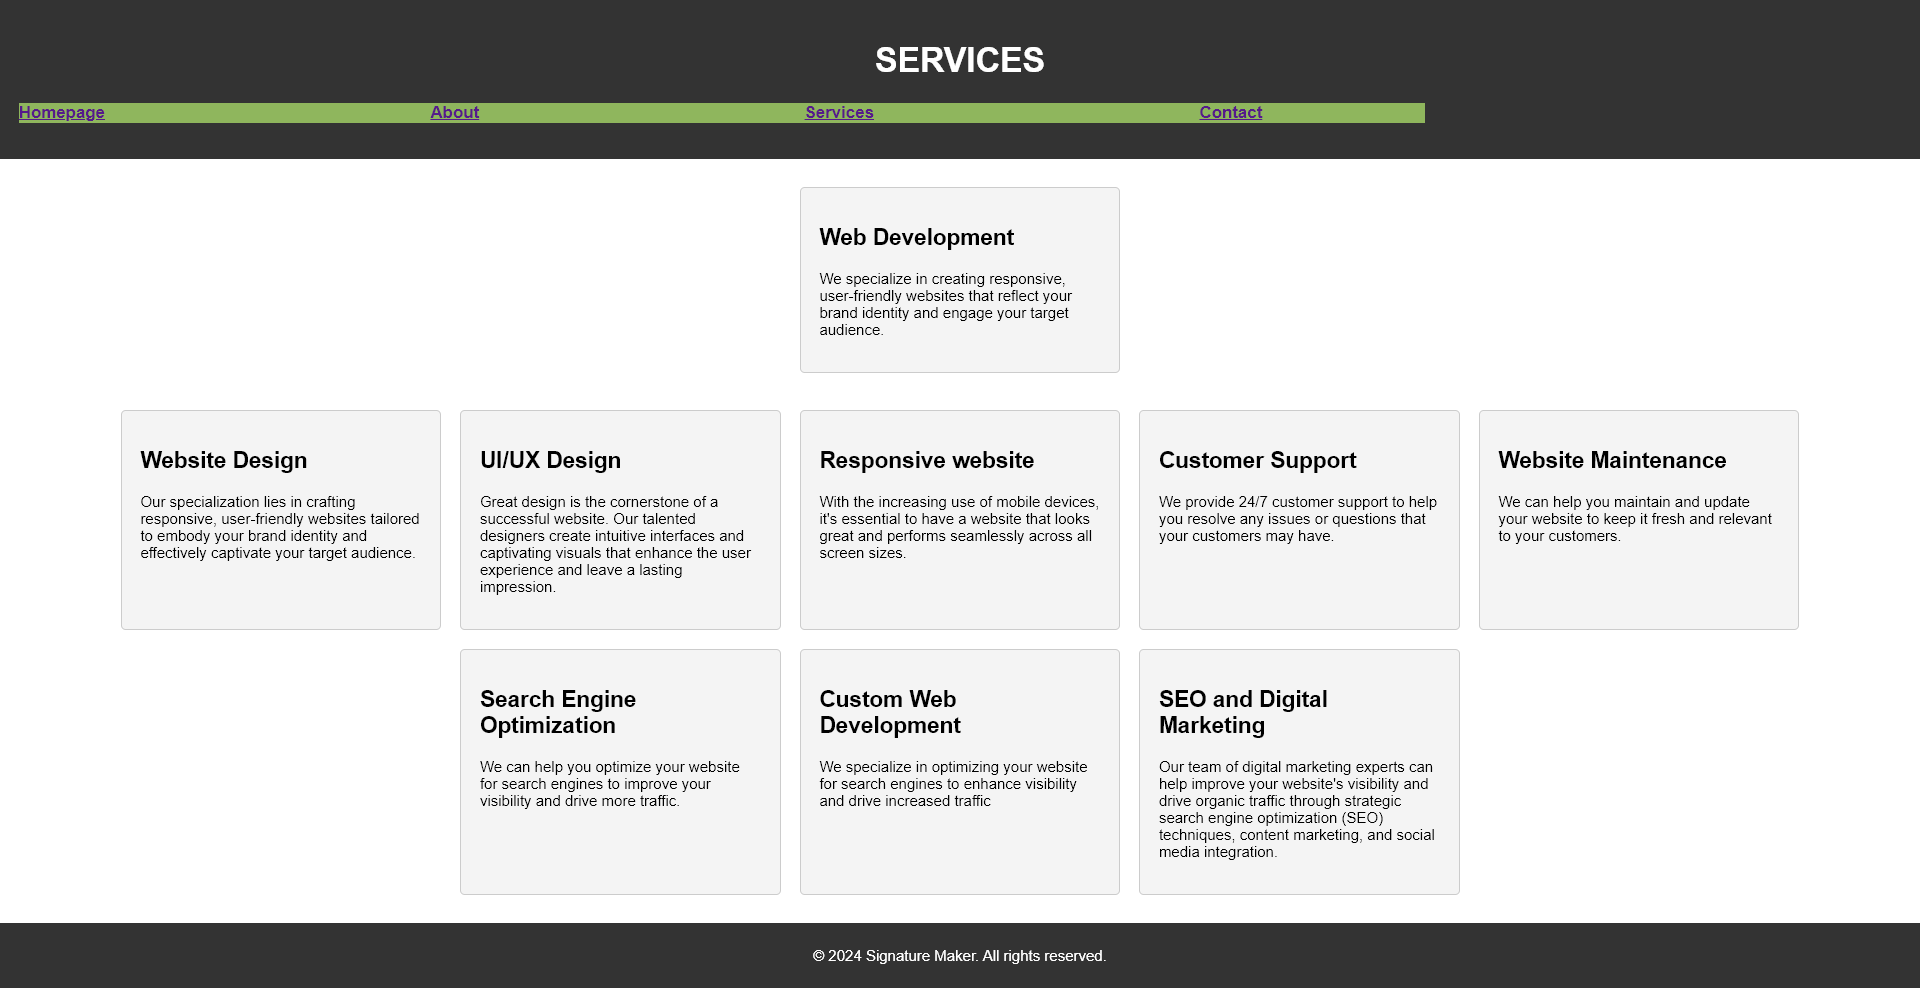 SERVICES
Homepage About Services Contact
Web Development
We specialize in creating responsive,
user-friendly websites that reflect your
brand identity and engage your target
audience.
Website Design
Our specialization lies in crafting
responsive, user-friendly websites tailored
to embody your brand identity and
effectively captivate your target audience.
UI/UX Design
Great design is the cornerstone of a
successful website. Our talented
designers create intuitive interfaces and
captivating visuals that enhance the user
experience and leave a lasting
impression.
Responsive website
With the increasing use of mobile devices,
it's essential to have a website that looks
great and performs seamlessly across all
screen sizes.
Customer Support
We provide 24/7 customer support to help
you resolve any issues or questions that
your customers may have.
Website Maintenance
We can help you maintain and update
your website to keep it fresh and relevant
to your customers.
Search Engine
Optimization
We can help you optimize your website
for search engines to improve your
visibility and drive more traffic.
Custom Web
Development
We specialize in optimizing your website
for search engines to enhance visibility
and drive increased traffic
SEO and Digital
Marketing
Our team of digital marketing experts can
help improve your website's visibility and
drive organic traffic through strategic
search engine optimization (SEO)
techniques, content marketing, and social
media integration.
© 2024 Signature Maker. All rights reserved.